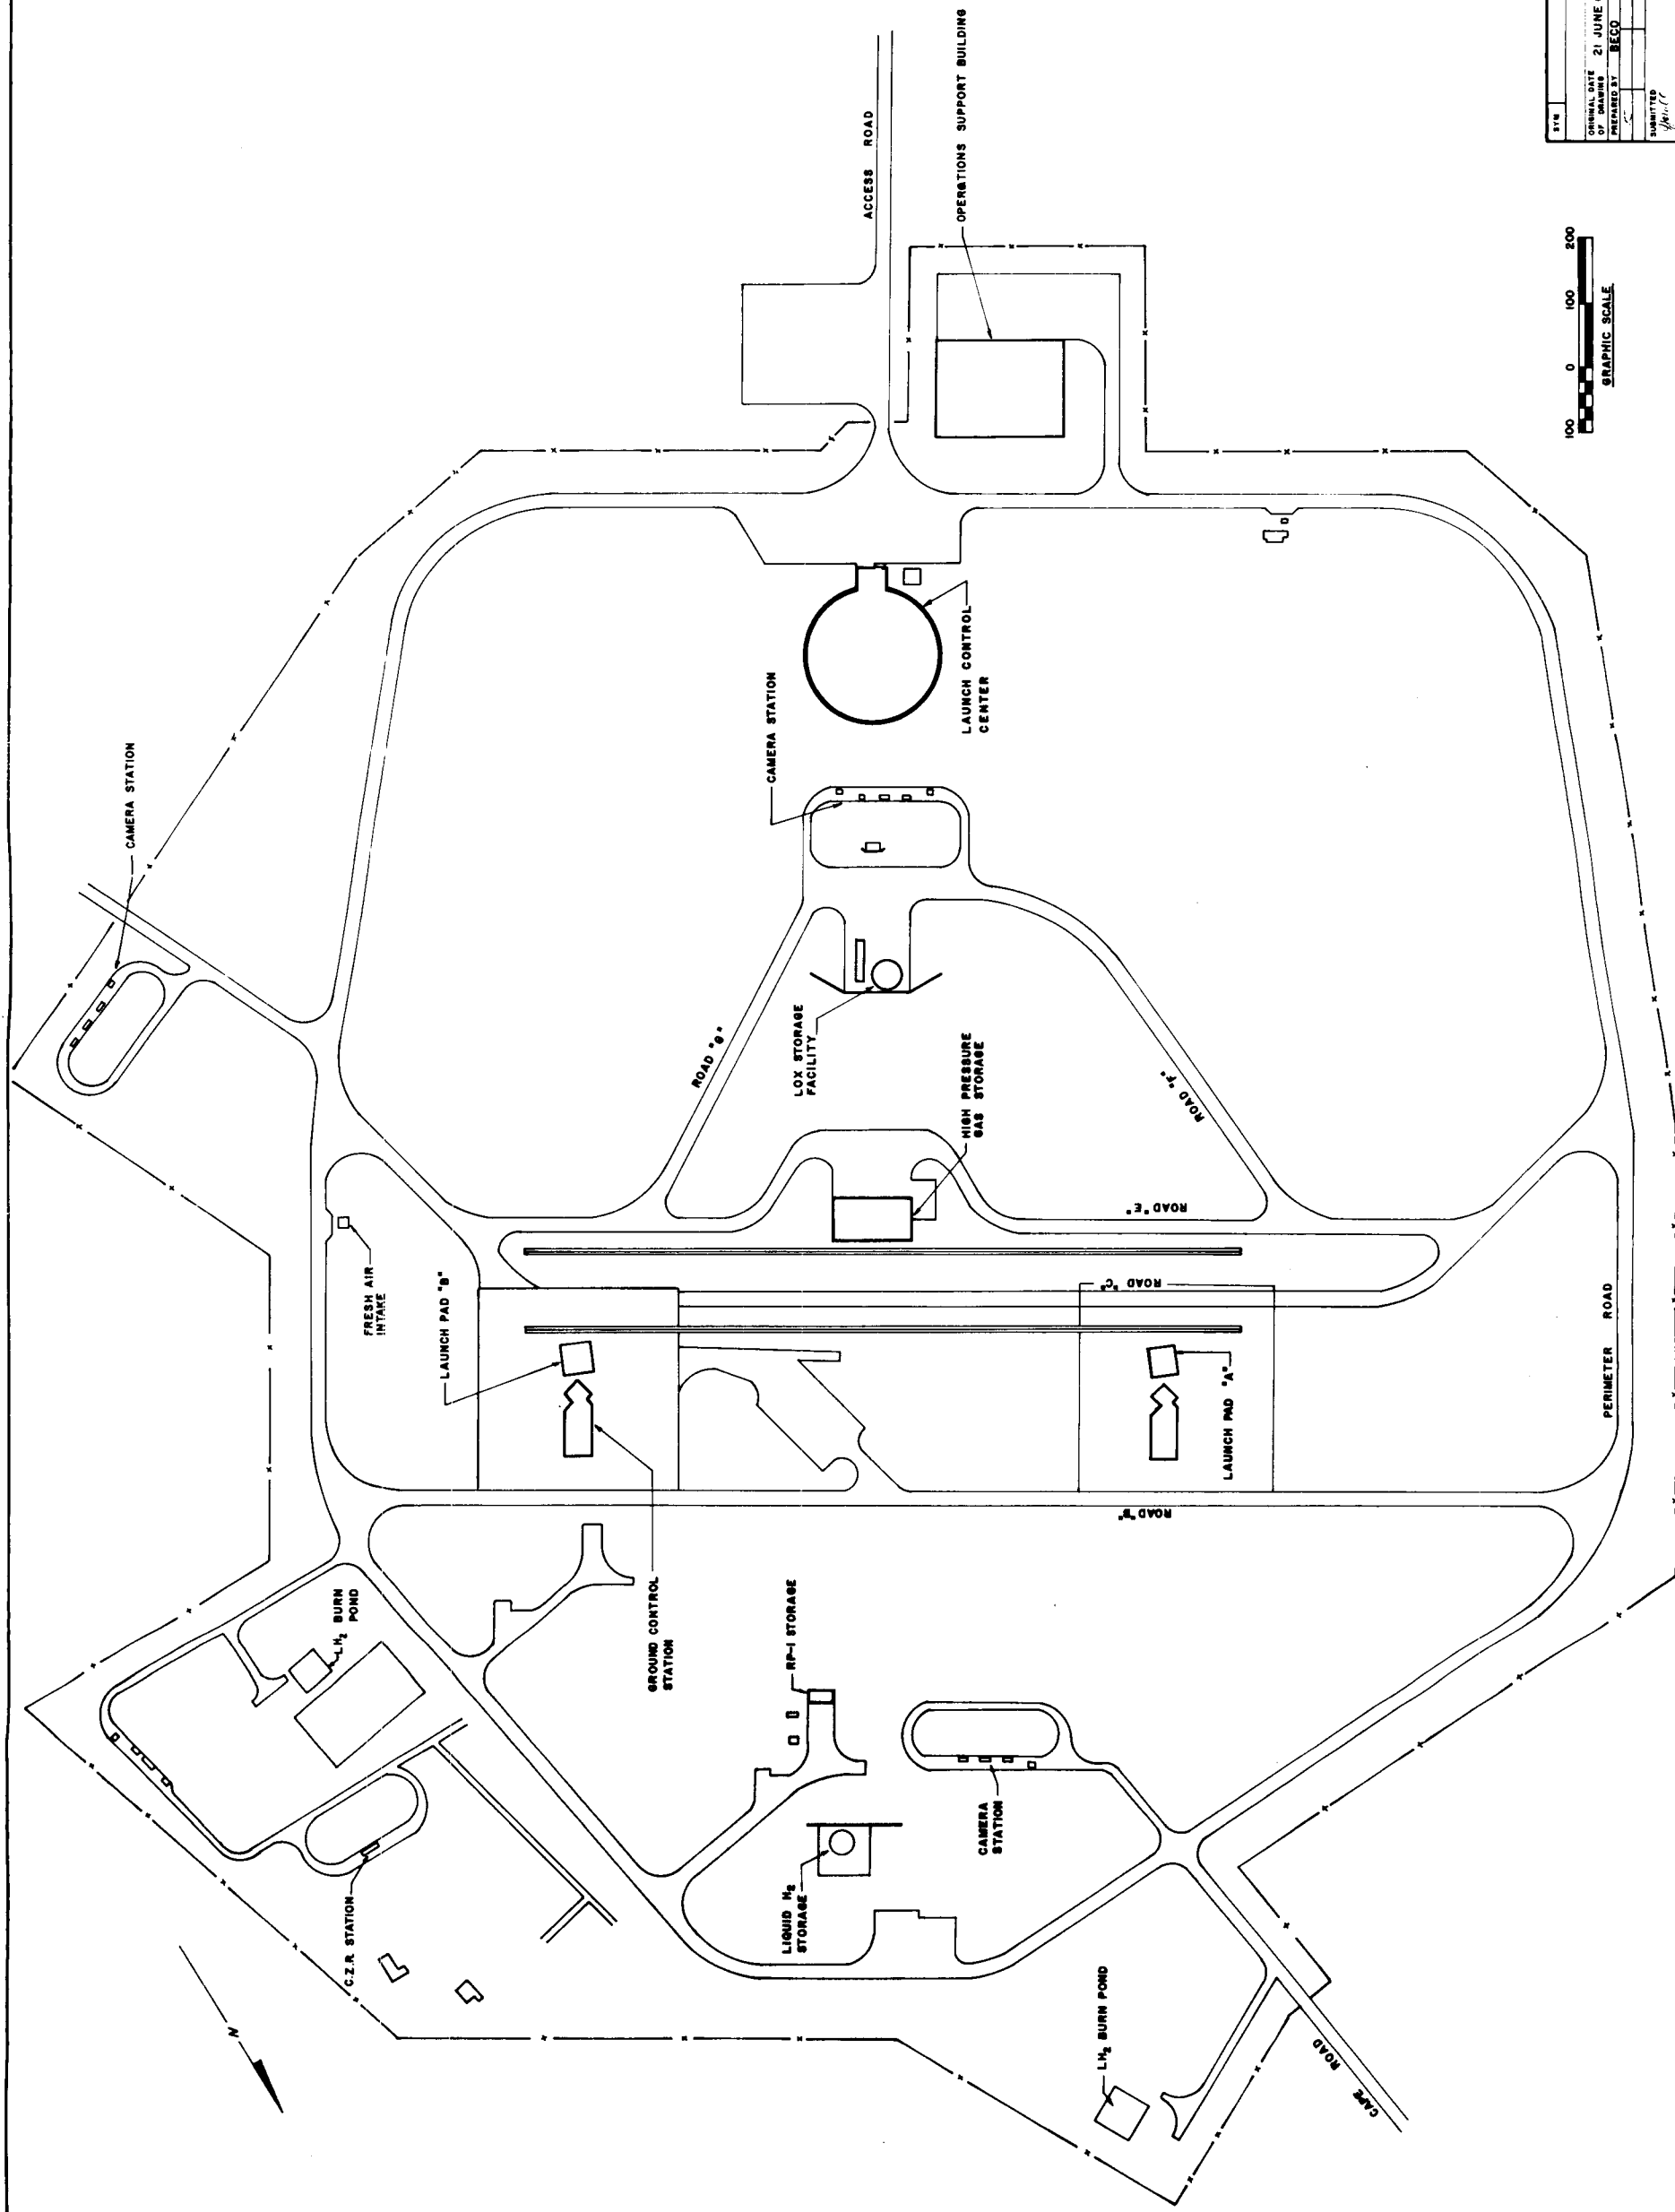 CAMERA STATION
FRESH AIR
INTAKE
LAUNCH PAD "B"
LH₂ BURN
POND
C.Z.R. STATION
N
GROUND CONTROL
STATION
ROAD "G"
CAMERA STATION
LOX STORAGE
FACILITY
RP-1 STORAGE
LIQUID H₂
STORAGE
ACCESS ROAD
OPERATIONS SUPPORT BUILDING
LAUNCH CONTROL
CENTER
HIGH PRESSURE
GAS STORAGE
CAMERA
STATION
ROAD "E"
ROAD "C"
ROAD "F"
ROAD "B"
LAUNCH PAD "A"
LH₂ BURN POND
PERIMETER ROAD
CAPE ROAD
100 0 100 200
GRAPHIC SCALE
SYM
ORIGINAL DATE
OF DRAWING 21 JUNE
PREPARED BY BECO
SUBMITTED